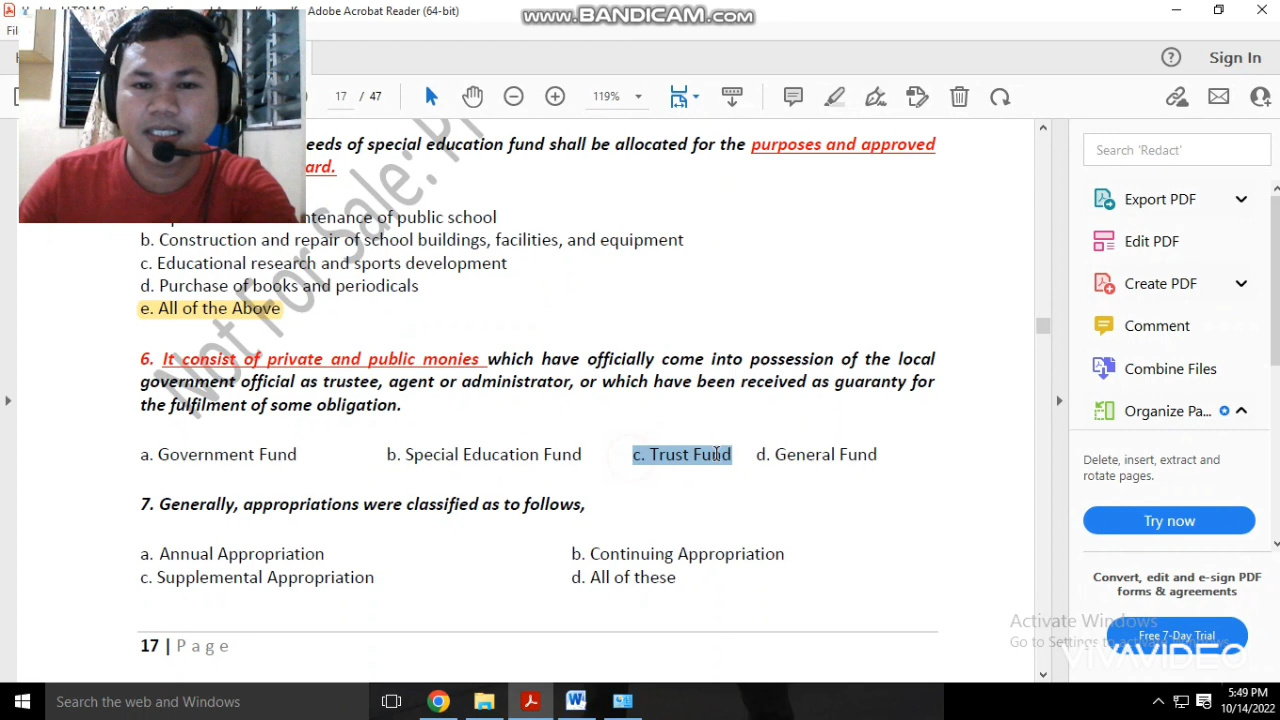 Adobe Acrobat Reader (64-bit)
www.BANDICAM.com
Sign In
17 / 47
119%
eeds of special education fund shall be allocated for the purposes and approved
ard.
ntenance of public school
b. Construction and repair of school buildings, facilities, and equipment
c. Educational research and sports development
d. Purchase of books and periodicals
e. All of the Above
Not For Sale: Pr
6. It consist of private and public monies which have officially come into possession of the local
government official as trustee, agent or administrator, or which have been received as guaranty for
the fulfilment of some obligation.
a. Government Fund b. Special Education Fund c. Trust Fund d. General Fund
7. Generally, appropriations were classified as to follows,
a. Annual Appropriation b. Continuing Appropriation
c. Supplemental Appropriation d. All of these
17 | P a g e
Search 'Redact'
Export PDF
Edit PDF
Create PDF
Comment
Combine Files
Organize Pa...
Delete, insert, extract and
rotate pages.
Try now
Convert, edit and e-sign PDF
forms & agreements
Free 7-Day Trial
Activate Windows
Go to Settings to activate Windows.
VIVAVIDEO
Search the web and Windows
5:49 PM
10/14/2022